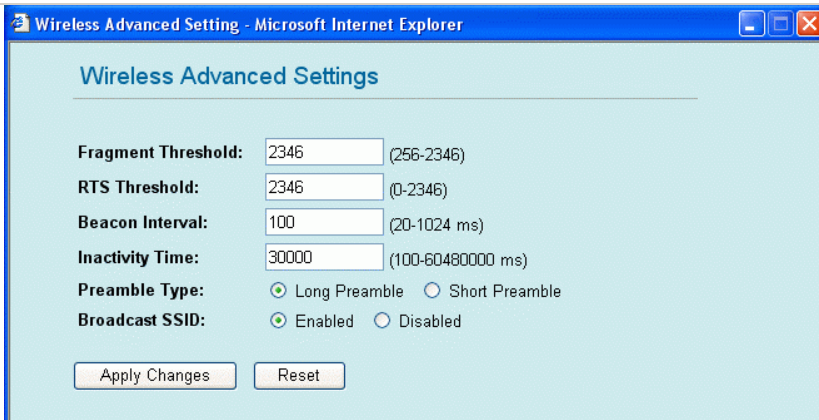 Wireless Advanced Setting - Microsoft Internet Explorer
Wireless Advanced Settings
Fragment Threshold: 2346 (256-2346)
RTS Threshold: 2346 (0-2346)
Beacon Interval: 100 (20-1024 ms)
Inactivity Time: 30000 (100-60480000 ms)
Preamble Type: Long Preamble Short Preamble
Broadcast SSID: Enabled Disabled
Apply Changes Reset